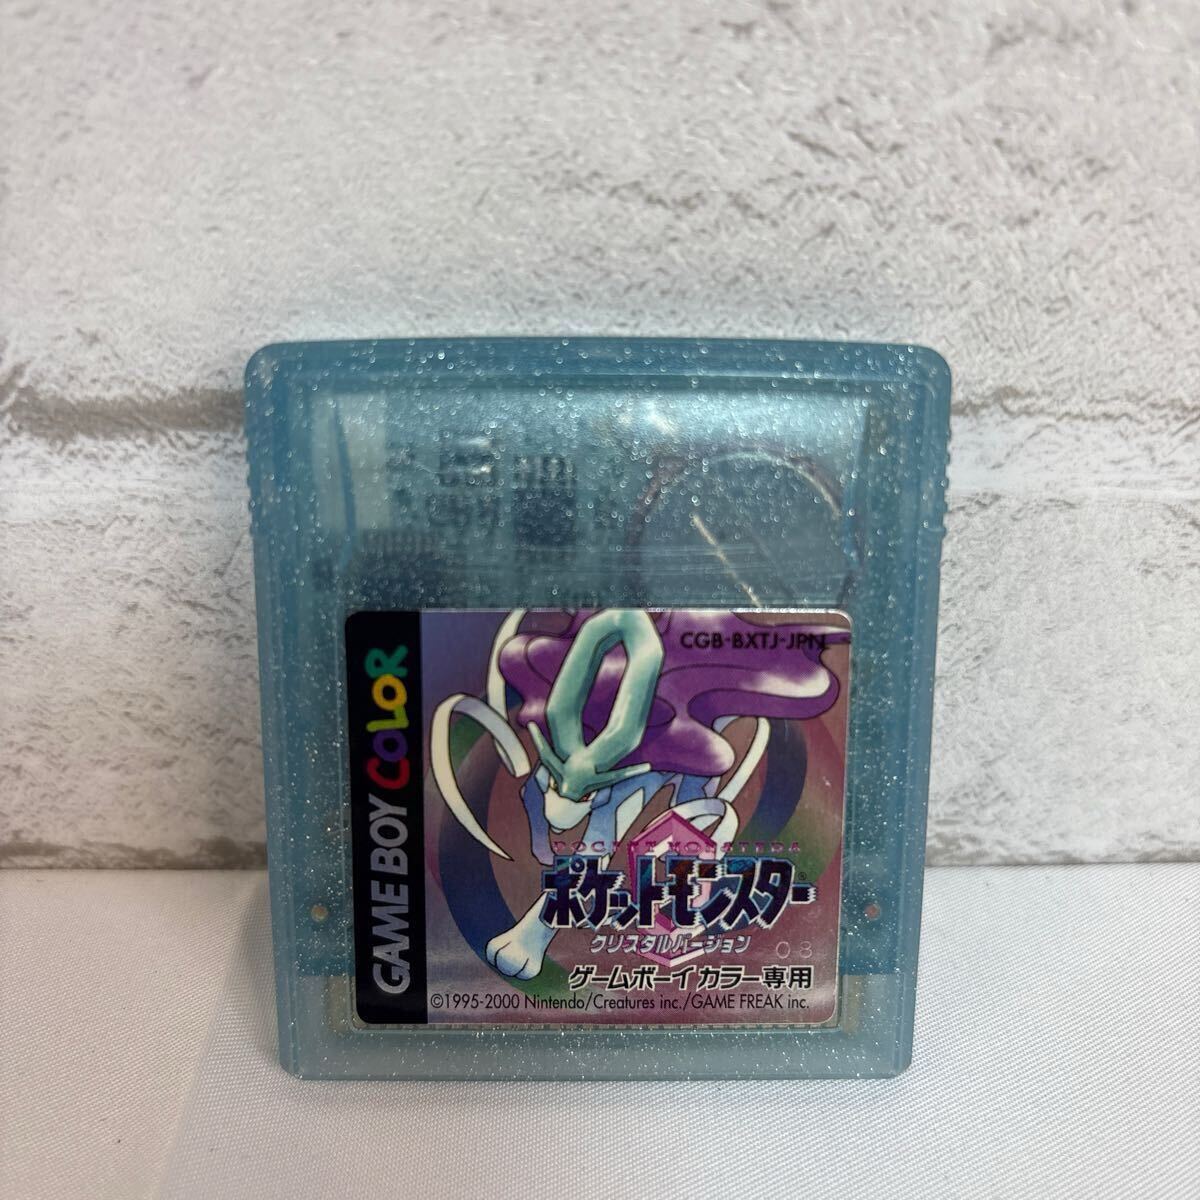 GAME BOY COLOR
CGB-BXTJ-JPN
POCKET MONSTERS
ポケットモンスター®
クリスタルバージョン
08
ゲームボーイカラー専用
©1995-2000 Nintendo/Creatures inc./GAME FREAK inc.